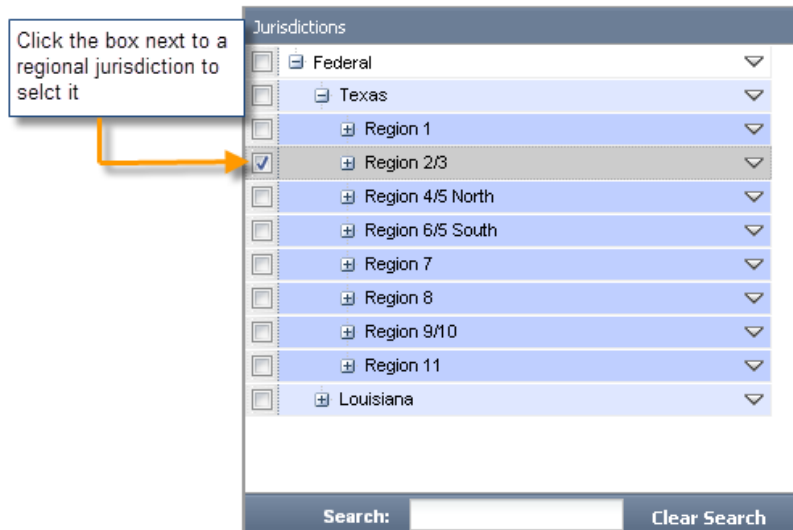 Jurisdictions
Click the box next to a
regional jurisdiction to
selct it
Federal
Texas
Region 1
Region 2/3
Region 4/5 North
Region 6/5 South
Region 7
Region 8
Region 9/10
Region 11
Louisiana
Search:
Clear Search